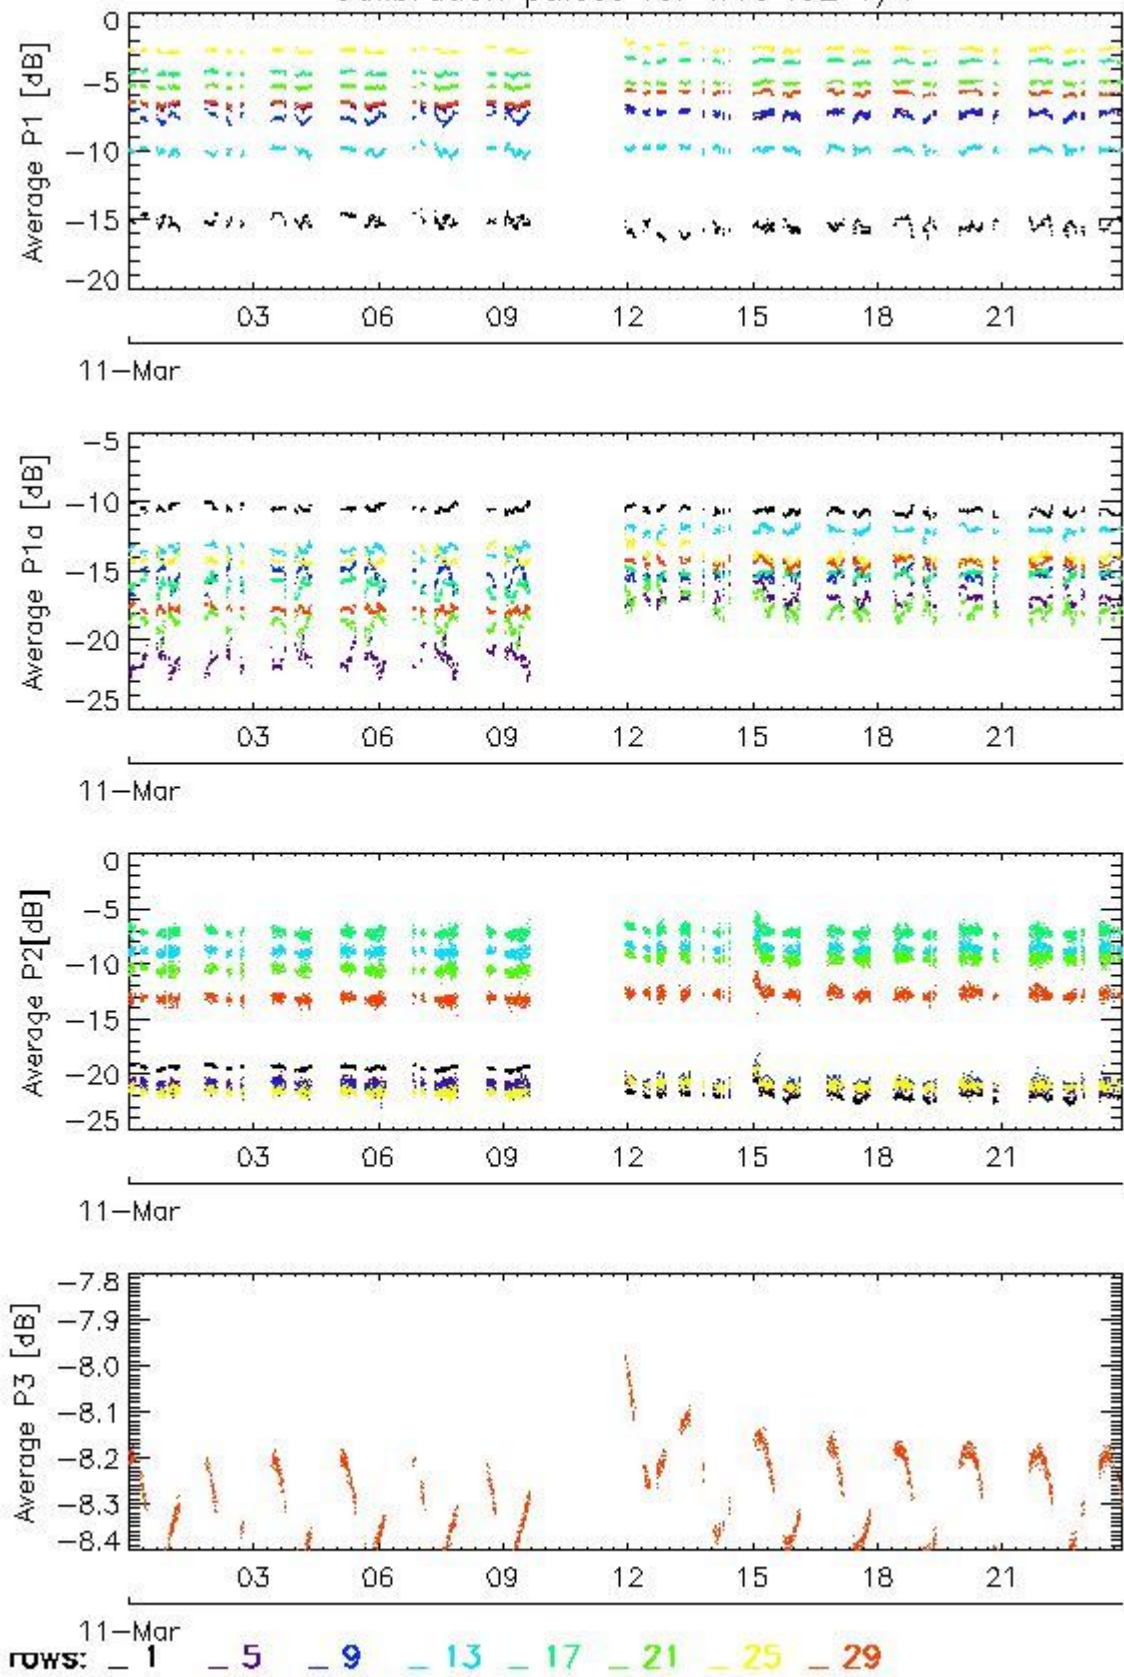 Average P1 [dB]
0
−5
−10
−15
−20
03 06 09 12 15 18 21
11−Mar
Average P1a [dB]
−5
−10
−15
−20
−25
03 06 09 12 15 18 21
11−Mar
Average P2[dB]
0
−5
−10
−15
−20
−25
03 06 09 12 15 18 21
11−Mar
Average P3 [dB]
−7.8
−7.9
−8.0
−8.1
−8.2
−8.3
−8.4
03 06 09 12 15 18 21
11−Mar
rows: _ 1 _ 5 _ 9 _ 13 _ 17 _ 21 _ 25 _ 29